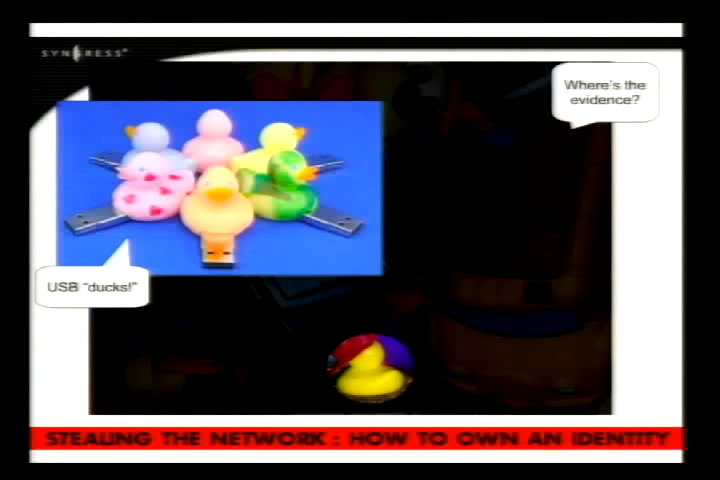 SYNGRESS®
Where's the
evidence?
USB "ducks!"
STEALING THE NETWORK : HOW TO OWN AN IDENTITY